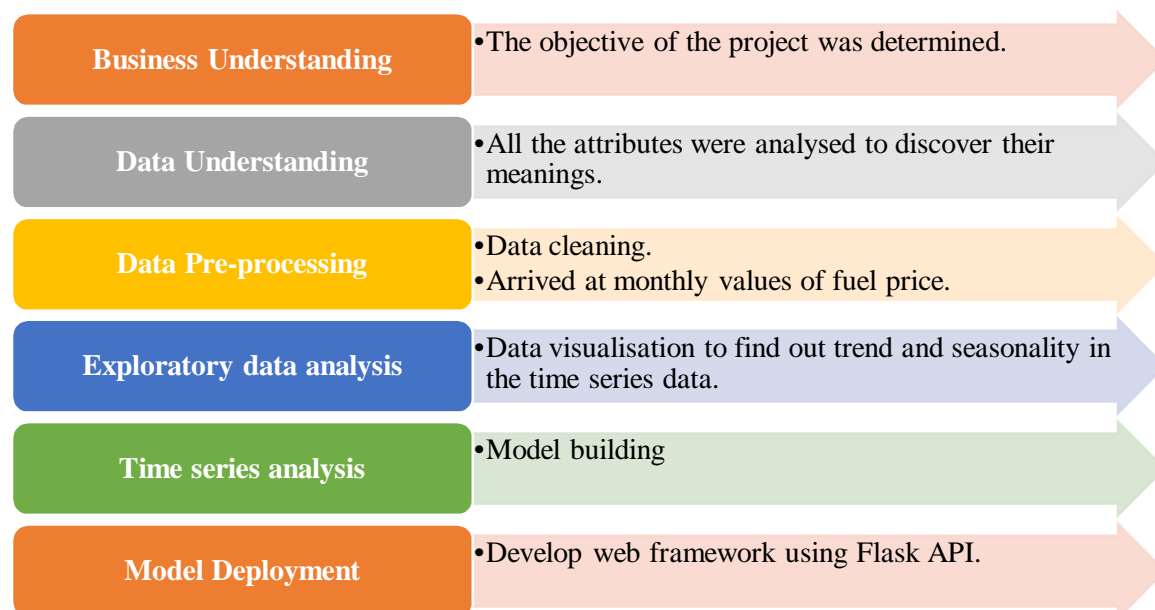 Business Understanding
•The objective of the project was determined.
Data Understanding
•All the attributes were analysed to discover their
meanings.
Data Pre-processing
•Data cleaning.
•Arrived at monthly values of fuel price.
Exploratory data analysis
•Data visualisation to find out trend and seasonality in
the time series data.
Time series analysis
•Model building
Model Deployment
•Develop web framework using Flask API.